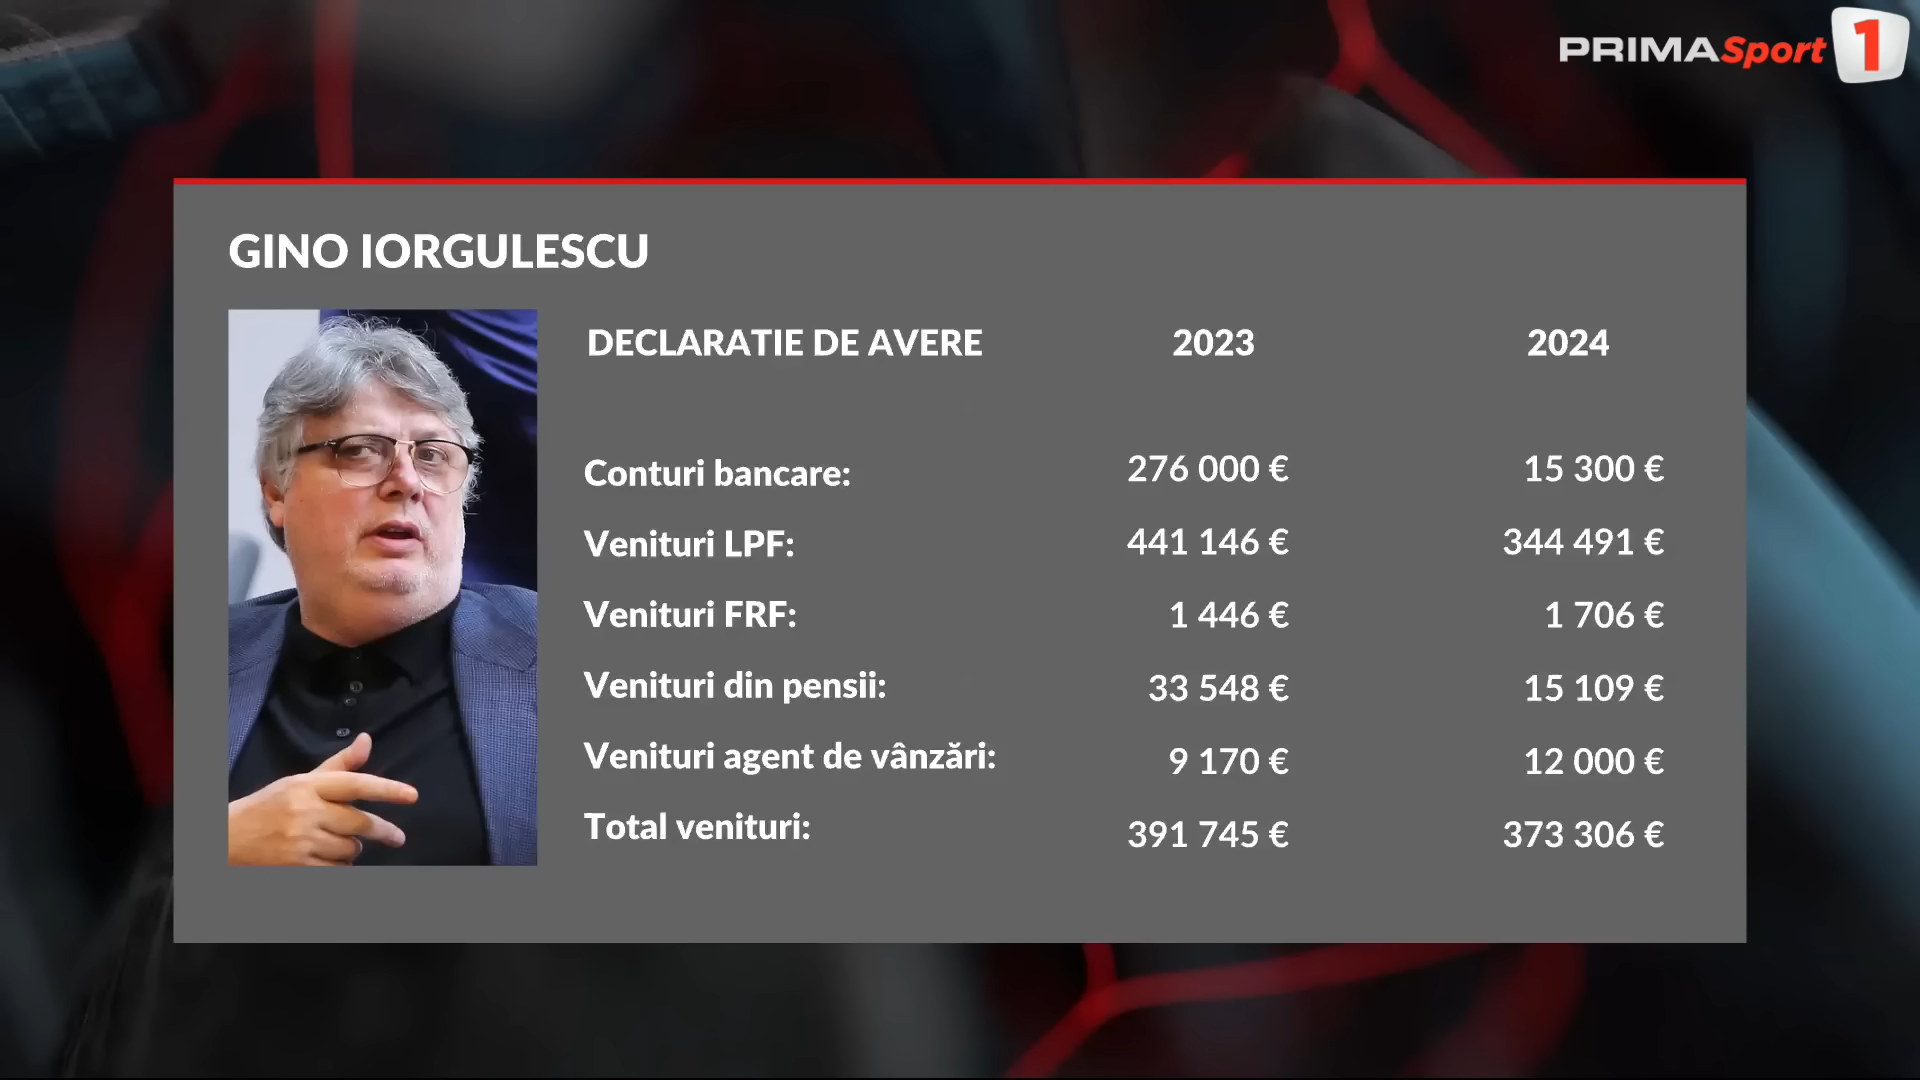 PRIMASport 1
GINO IORGULESCU
DECLARATIE DE AVERE 2023 2024
Conturi bancare: 276 000 € 15 300 €
Venituri LPF: 441 146 € 344 491 €
Venituri FRF: 1 446 € 1 706 €
Venituri din pensii: 33 548 € 15 109 €
Venituri agent de vânzări: 9 170 € 12 000 €
Total venituri: 391 745 € 373 306 €